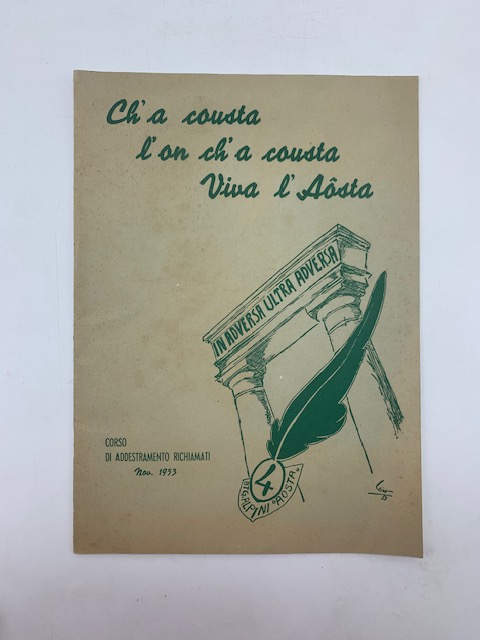 Ch'a cousta
l'on ch'a cousta
Viva l'Aôsta
IN ADVERSA ULTRA ADVERSA
CORSO
DI ADDESTRAMENTO RICHIAMATI
Nov. 1953
4
BTG. ALPINI "AOSTA"